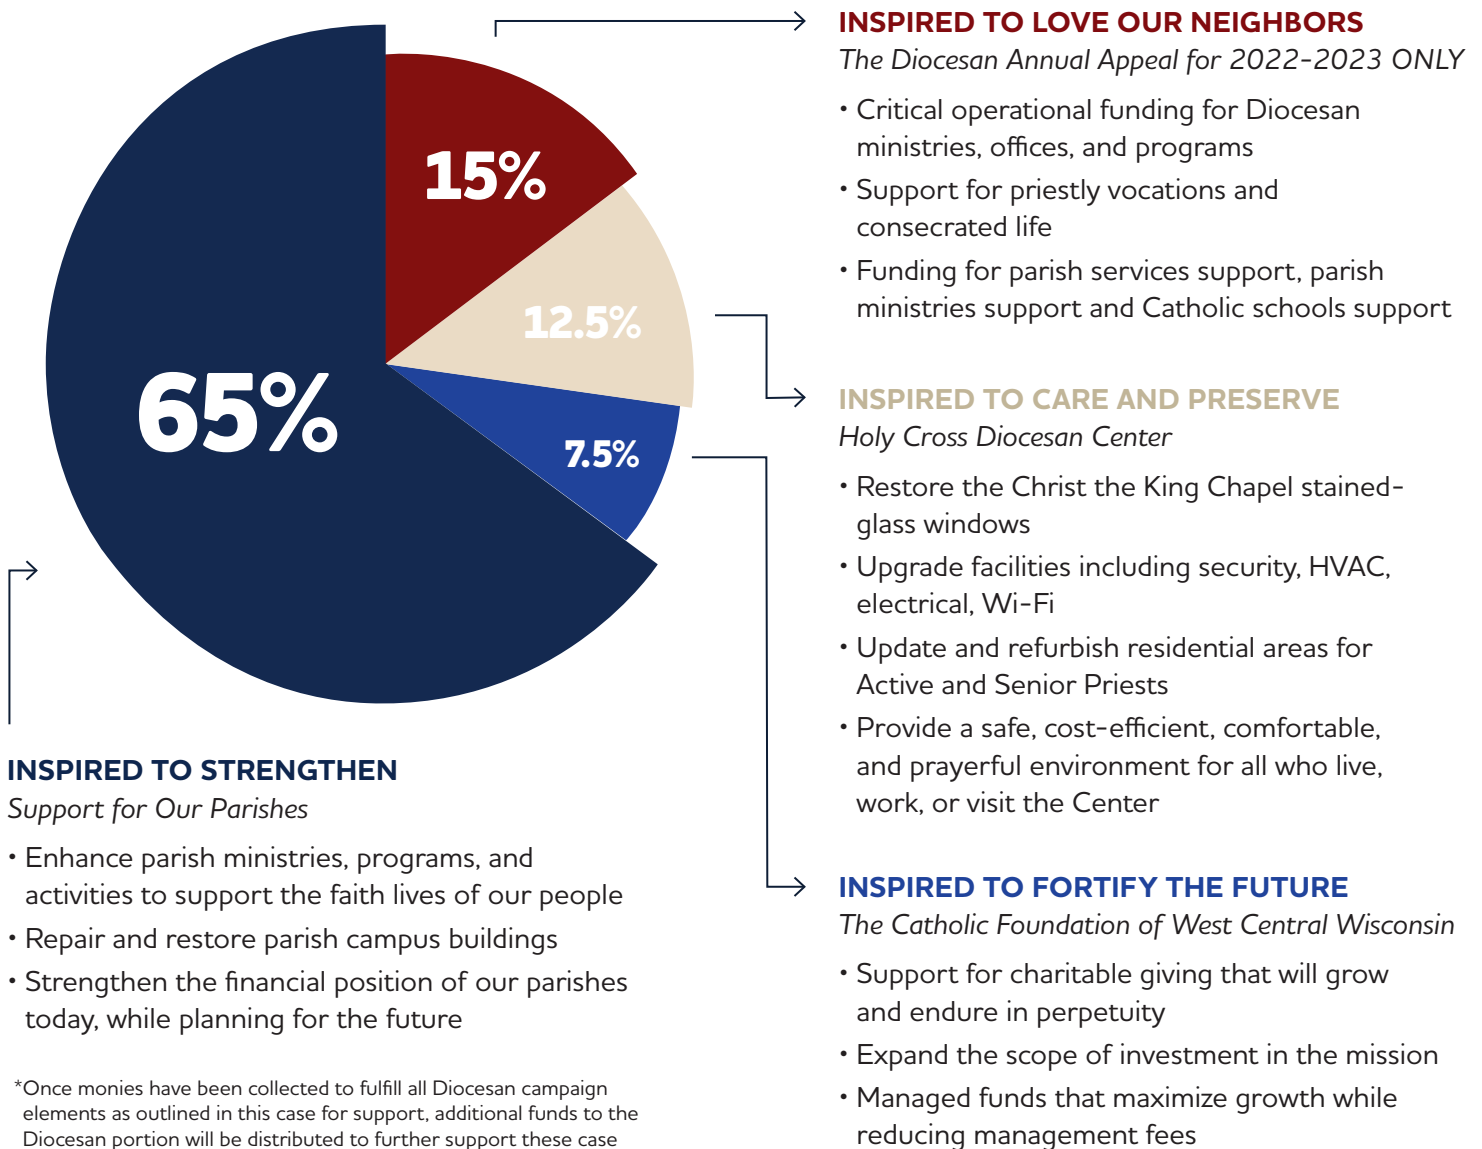 15%
12.5%
65%
7.5%
INSPIRED TO LOVE OUR NEIGHBORS
The Diocesan Annual Appeal for 2022-2023 ONLY
• Critical operational funding for Diocesan
ministries, offices, and programs
• Support for priestly vocations and
consecrated life
• Funding for parish services support, parish
ministries support and Catholic schools support
INSPIRED TO CARE AND PRESERVE
Holy Cross Diocesan Center
• Restore the Christ the King Chapel stained-
glass windows
• Upgrade facilities including security, HVAC,
electrical, Wi-Fi
• Update and refurbish residential areas for
Active and Senior Priests
• Provide a safe, cost-efficient, comfortable,
and prayerful environment for all who live,
work, or visit the Center
INSPIRED TO FORTIFY THE FUTURE
The Catholic Foundation of West Central Wisconsin
• Support for charitable giving that will grow
and endure in perpetuity
• Expand the scope of investment in the mission
• Managed funds that maximize growth while
reducing management fees
INSPIRED TO STRENGTHEN
Support for Our Parishes
• Enhance parish ministries, programs, and
activities to support the faith lives of our people
• Repair and restore parish campus buildings
• Strengthen the financial position of our parishes
today, while planning for the future
*Once monies have been collected to fulfill all Diocesan campaign
elements as outlined in this case for support, additional funds to the
Diocesan portion will be distributed to further support these case